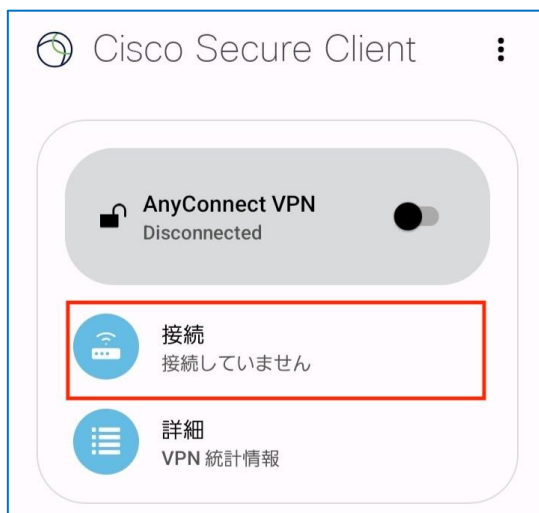 Cisco Secure Client
AnyConnect VPN
Disconnected
接続
接続していません
詳細
VPN 統計情報